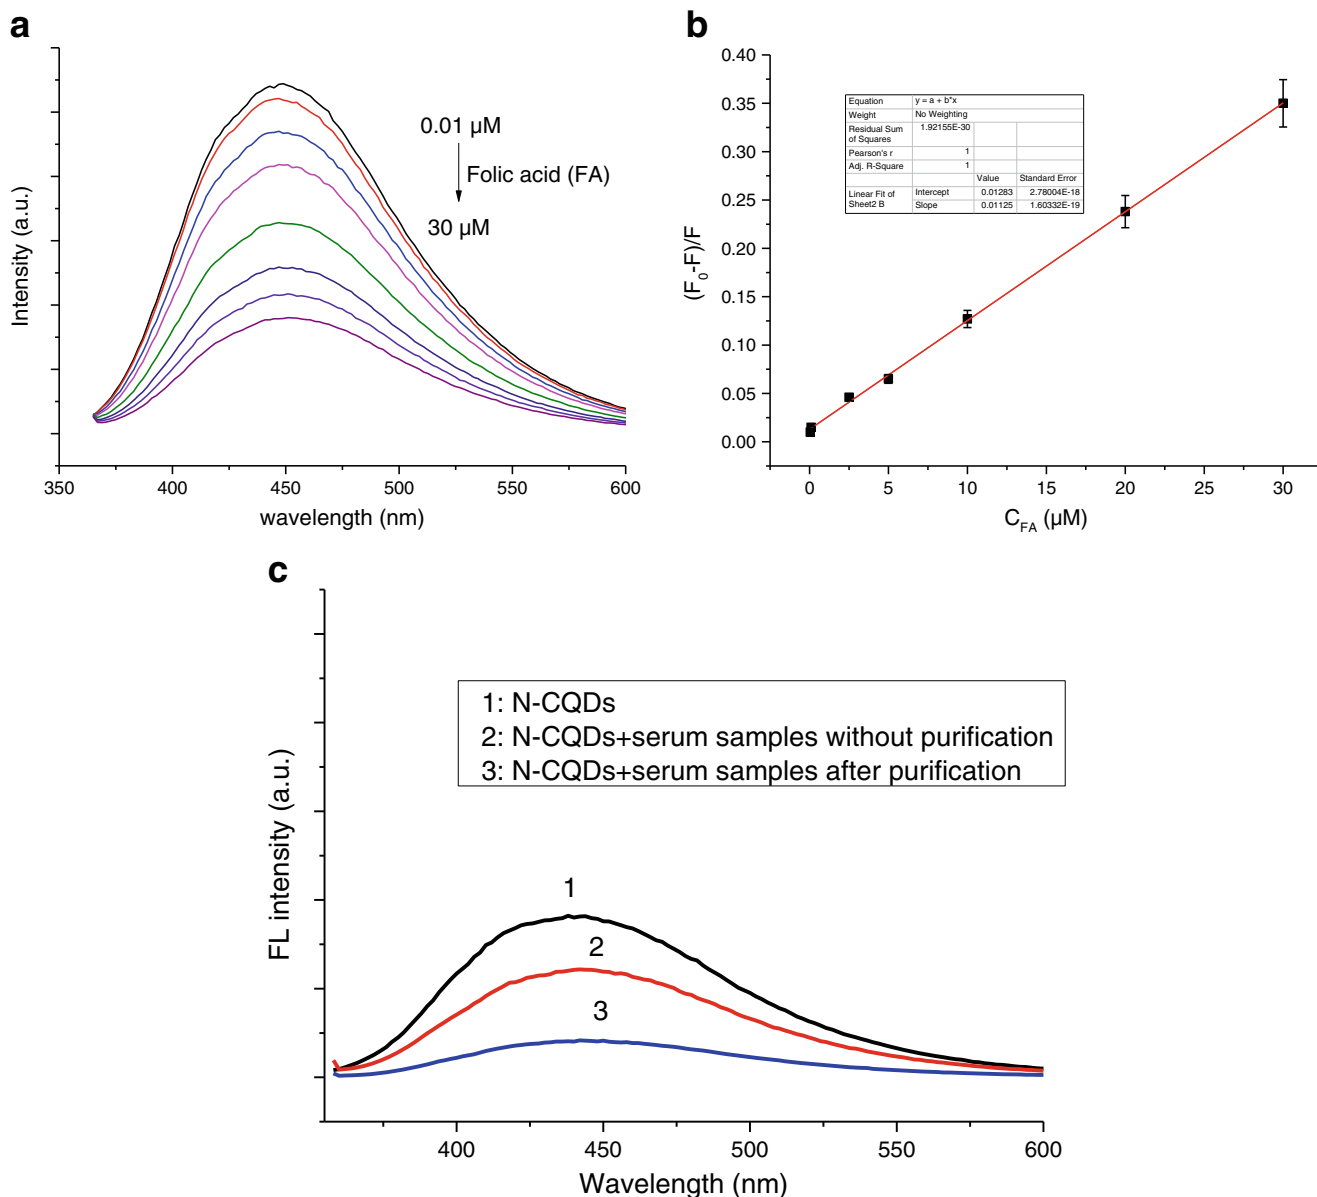 a
Intensity (a.u.)
0.01 µM
Folic acid (FA)
30 µM
350 400 450 500 550 600
wavelength (nm)
b
(F0-F)/F
0.40
0.35
0.30
0.25
0.20
0.15
0.10
0.05
0.00
Equation y = a + b*x
Weight No Weighting
Residual Sum of Squares 1.92155E-30
Pearson's r 1
Adj. R-Square 1
Value Standard Error
Linear Fit of Sheet2 B Intercept 0.01283 2.78004E-18
Slope 0.01125 1.60332E-19
0 5 10 15 20 25 30
CFA (µM)
c
FL intensity (a.u.)
1: N-CQDs
2: N-CQDs+serum samples without purification
3: N-CQDs+serum samples after purification
1
2
3
400 450 500 550 600
Wavelength (nm)